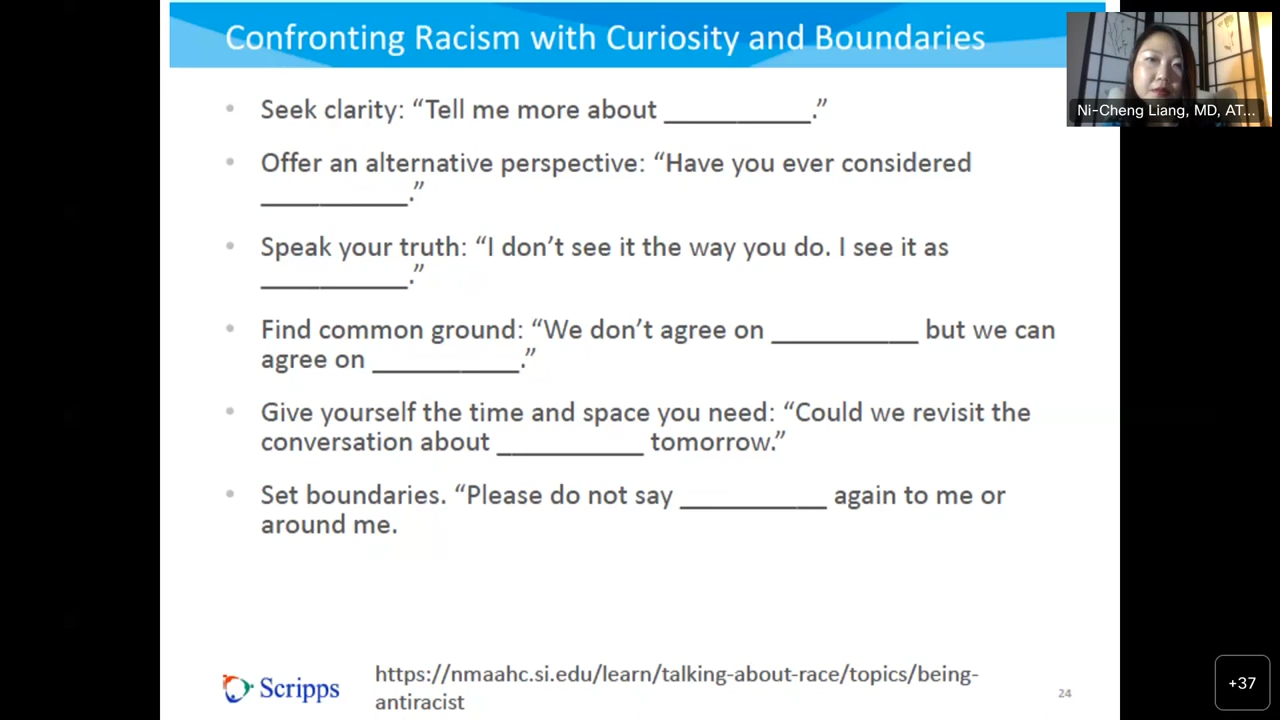 Confronting Racism with Curiosity and Boundaries
Ni-Cheng Liang, MD, AT...
• Seek clarity: “Tell me more about ___________.”
• Offer an alternative perspective: “Have you ever considered
___________.”
• Speak your truth: “I don’t see it the way you do. I see it as
___________.”
• Find common ground: “We don’t agree on ___________ but we can
agree on ___________.”
• Give yourself the time and space you need: “Could we revisit the
conversation about ___________ tomorrow.”
• Set boundaries. “Please do not say ___________ again to me or
around me.
Scripps
https://nmaahc.si.edu/learn/talking-about-race/topics/being-
antiracist
24
+37